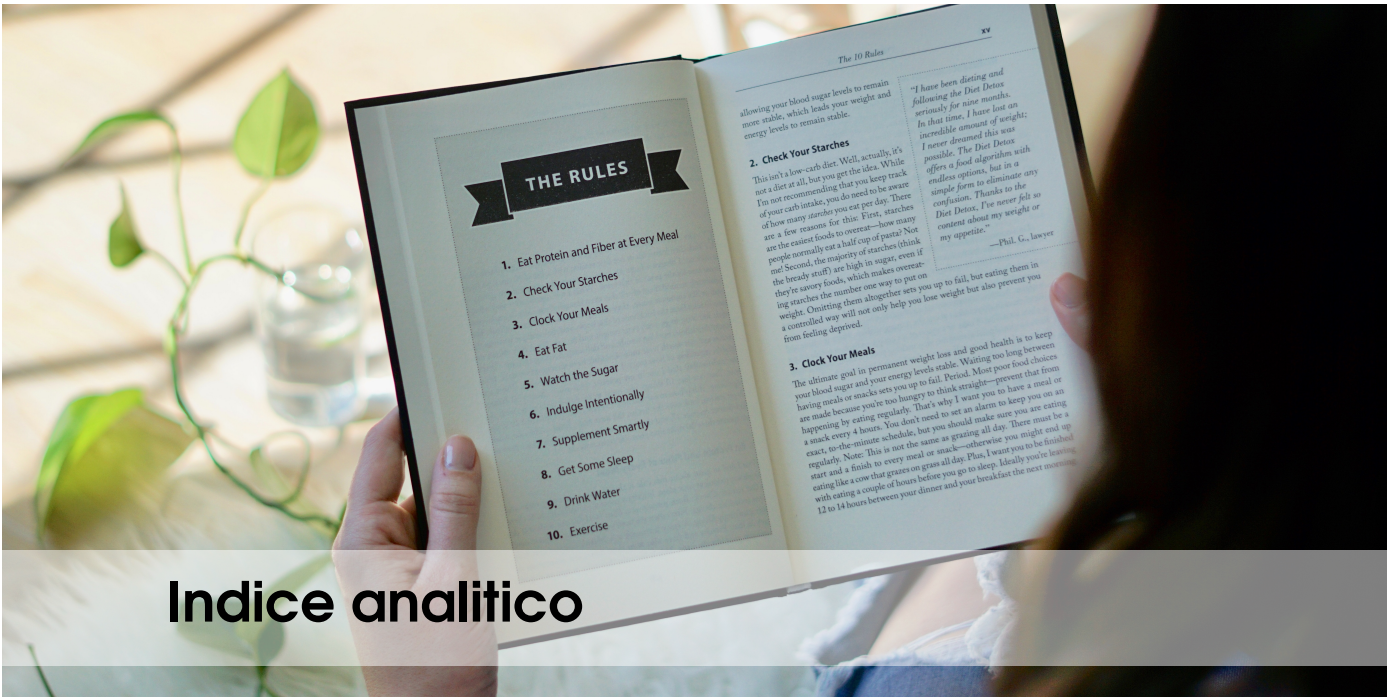 THE RULES
1. Eat Protein and Fiber at Every Meal
2. Check Your Starches
3. Clock Your Meals
4. Eat Fat
5. Watch the Sugar
6. Indulge Intentionally
7. Supplement Smartly
8. Get Some Sleep
9. Drink Water
10. Exercise
The 10 Rules
xv
allowing your blood sugar levels to remain
more stable, which leads your weight and
energy levels to remain stable.
2. Check Your Starches
This isn't a low-carb diet. Well, actually, it's
not a diet at all, but you get the idea. While
I'm not recommending that you keep track
of your carb intake, you do need to be aware
of how many starches you eat per day. There
are a few reasons for this: First, starches
are the easiest foods to overeat—how many
people normally eat a half cup of pasta? Not
me! Second, the majority of starches (think
the bready stuff) are high in sugar, even if
they're savory foods, which makes overeat-
ing starches the number one way to put on
weight. Omitting them altogether sets you up to fail, but eating them in
a controlled way will not only help you lose weight but also prevent you
from feeling deprived.
"I have been dieting and
following the Diet Detox
seriously for nine months.
In that time, I have lost an
incredible amount of weight;
I never dreamed this was
possible. The Diet Detox
offers a food algorithm with
endless options, but in a
simple form to eliminate any
confusion. Thanks to the
Diet Detox, I've never felt so
content about my weight or
my appetite."
—Phil. G., lawyer
3. Clock Your Meals
The ultimate goal in permanent weight loss and good health is to keep
your blood sugar and your energy levels stable. Waiting too long between
having meals or snacks sets you up to fail. Period. Most poor food choices
are made because you're too hungry to think straight—prevent that from
happening by eating regularly. That's why I want you to have a meal or
a snack every 4 hours. You don't need to set an alarm to keep you on an
exact, to-the-minute schedule, but you should make sure you are eating
regularly. Note: This is not the same as grazing all day. There must be a
start and a finish to every meal or snack—otherwise you might end up
eating like a cow that grazes on grass all day. Plus, I want you to be finished
with eating a couple of hours before you go to sleep. Ideally you're leaving
12 to 14 hours between your dinner and your breakfast the next morning
Indice analitico